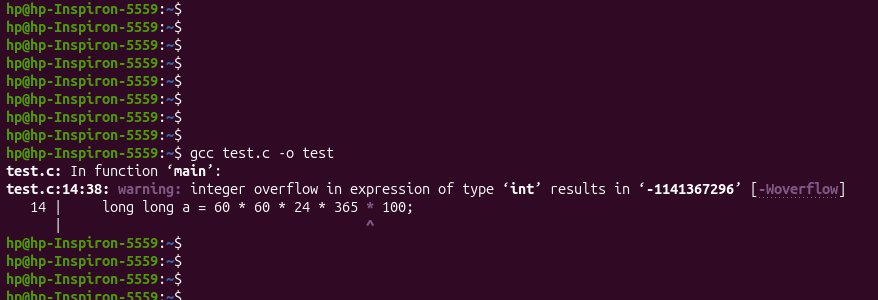 hp@hp-Inspiron-5559:~$
hp@hp-Inspiron-5559:~$
hp@hp-Inspiron-5559:~$
hp@hp-Inspiron-5559:~$
hp@hp-Inspiron-5559:~$
hp@hp-Inspiron-5559:~$
hp@hp-Inspiron-5559:~$
hp@hp-Inspiron-5559:~$
hp@hp-Inspiron-5559:~$ gcc test.c -o test
test.c: In function ‘main’:
test.c:14:38: warning: integer overflow in expression of type ‘int’ results in ‘-1141367296’ [-Woverflow]
   14 |     long long a = 60 * 60 * 24 * 365 * 100;
      |                                      ^
hp@hp-Inspiron-5559:~$
hp@hp-Inspiron-5559:~$
hp@hp-Inspiron-5559:~$
hp@hp-Inspiron-5559:~$